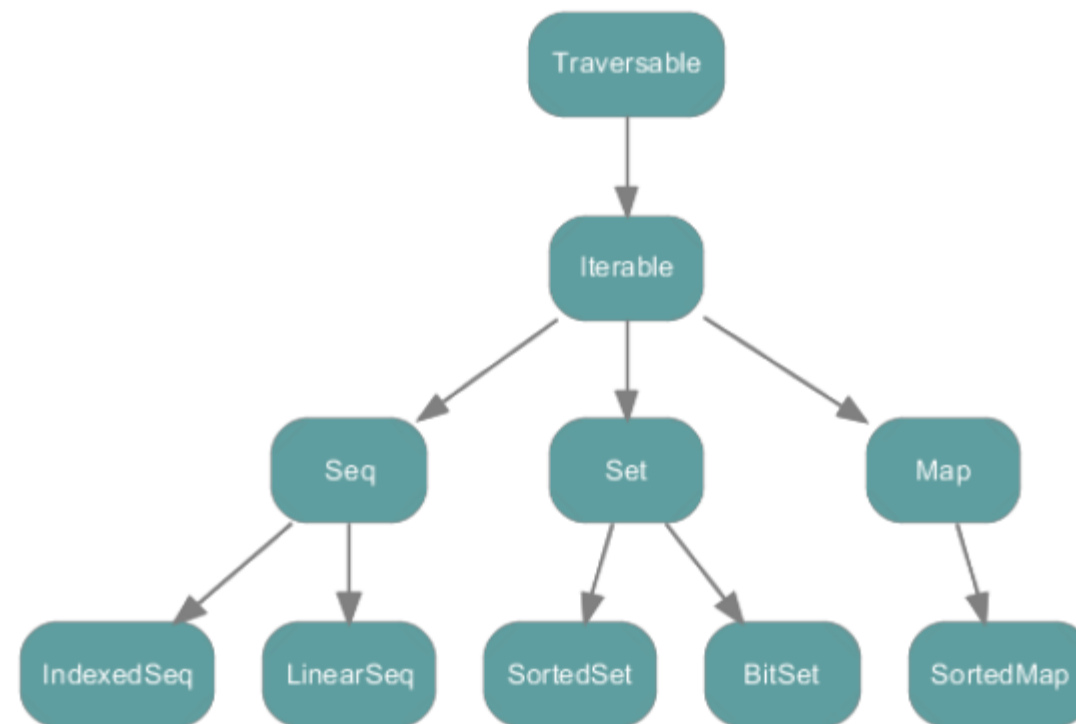 Traversable
Iterable
Seq
Set
Map
IndexedSeq
LinearSeq
SortedSet
BitSet
SortedMap